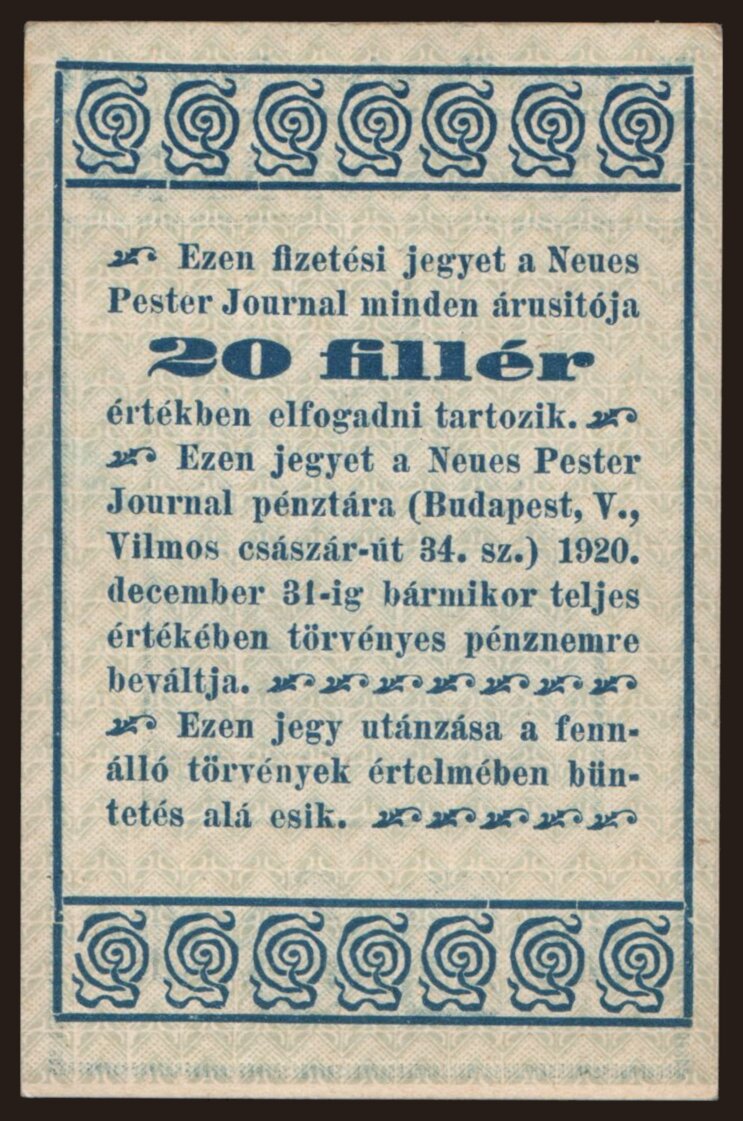 Ezen fizetési jegyet a Neues
Pester Journal minden árusitója
20 fillér
értékben elfogadni tartozik.
Ezen jegyet a Neues Pester
Journal pénztára (Budapest, V.,
Vilmos császár-út 34. sz.) 1920.
december 31-ig bármikor teljes
értékében törvényes pénznemre
beváltja.
Ezen jegy utánzása a fenn-
álló törvények értelmében bün-
tetés alá esik.